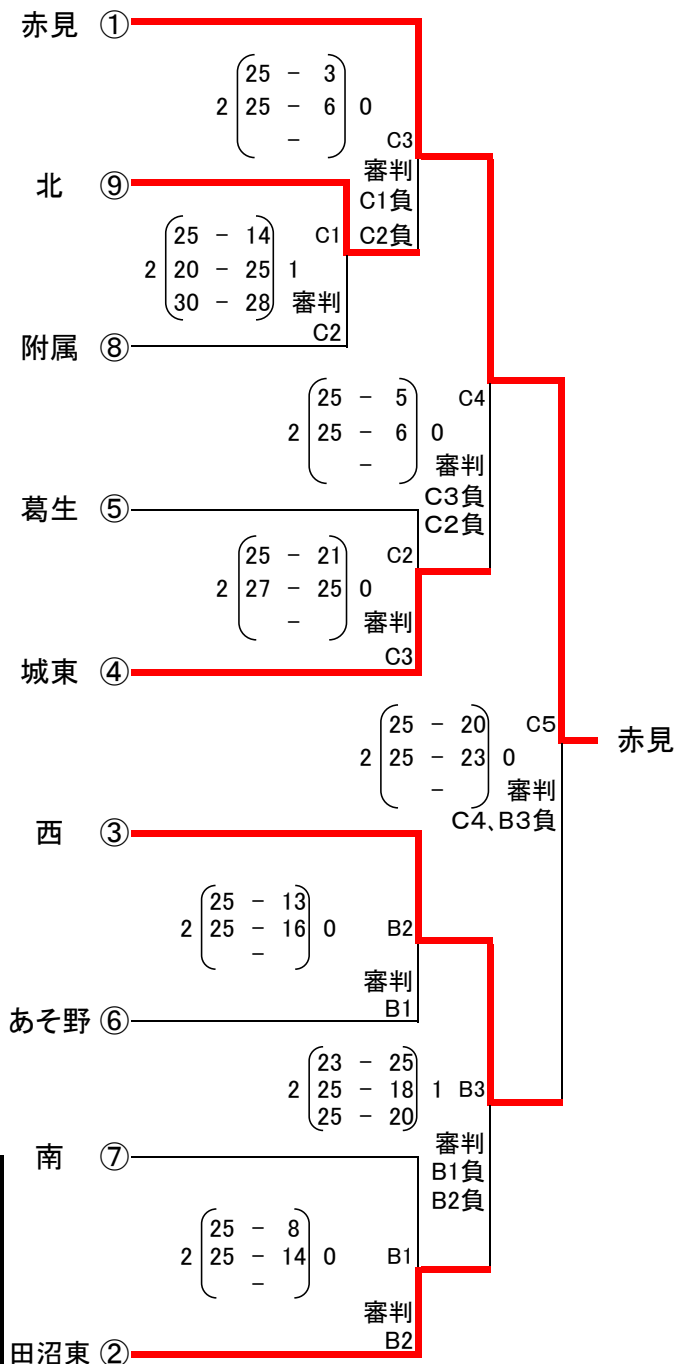 赤見 ①
25 - 3
2 25 - 6 0
-
C3
審判
C1負
C2負
北 ⑨
25 - 14 C1
2 20 - 25 1
30 - 28 審判
C2
附属 ⑧
25 - 5 C4
2 25 - 6 0
- 審判
C3負
C2負
葛生 ⑤
25 - 21 C2
2 27 - 25 0
- 審判
C3
城東 ④
25 - 20 C5
2 25 - 23 0
- 審判
C4、B3負
赤見
西 ③
25 - 13
2 25 - 16 0 B2
-
審判
B1
あそ野 ⑥
23 - 25
2 25 - 18 1 B3
25 - 20
審判
B1負
B2負
南 ⑦
25 - 8
2 25 - 14 0 B1
-
審判
B2
田沼東 ②